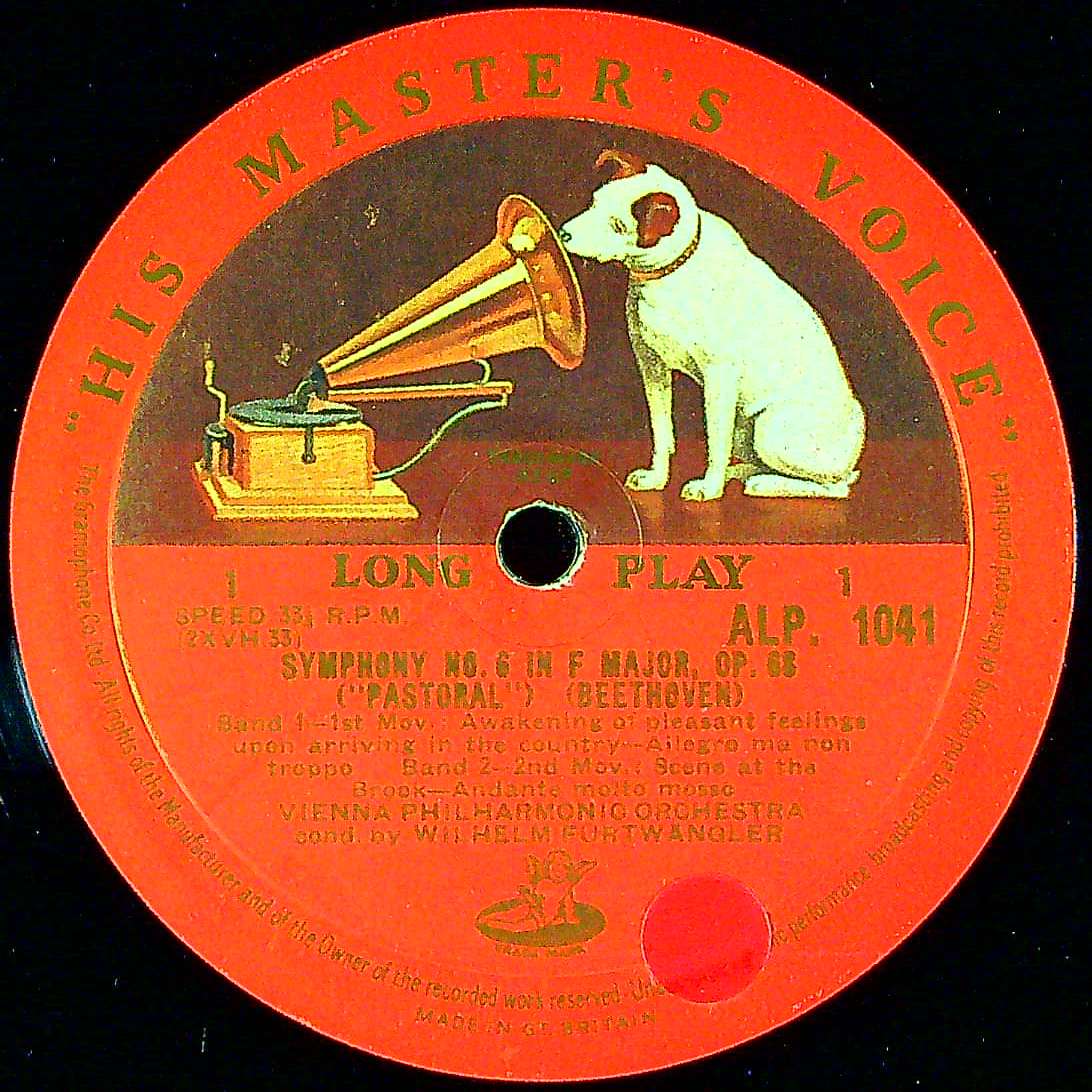 "HIS MASTER'S VOICE"
LONG PLAY
1 1
SPEED 33⅓ R.P.M.
(2XVH 33)
ALP. 1041
SYMPHONY NO. 6 IN F MAJOR, OP. 68
("PASTORAL") (BEETHOVEN)
Band 1—1st Mov.: Awakening of pleasant feelings
upon arriving in the country—Allegro ma non
troppo Band 2—2nd Mov.: Scene at the
Brook—Andante molto mosso
VIENNA PHILHARMONIC ORCHESTRA
cond. by WILHELM FURTWÄNGLER
TRADE MARK
The Gramophone Co. Ltd. All rights of the Manufacturer and of the Owner of the recorded work reserved. performance broadcasting and copying of this record prohibited
MADE IN GT. BRITAIN